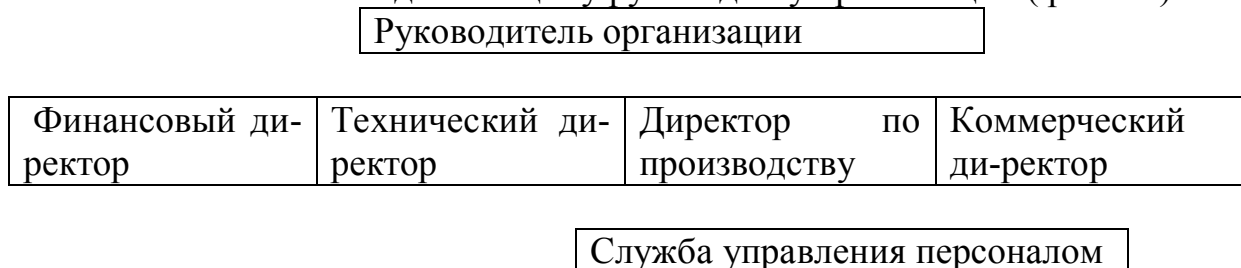 Руководитель организации
Финансовый ди-
ректор
Технический ди-
ректор
Директор по
производству
Коммерческий
ди-ректор
Служба управления персоналом